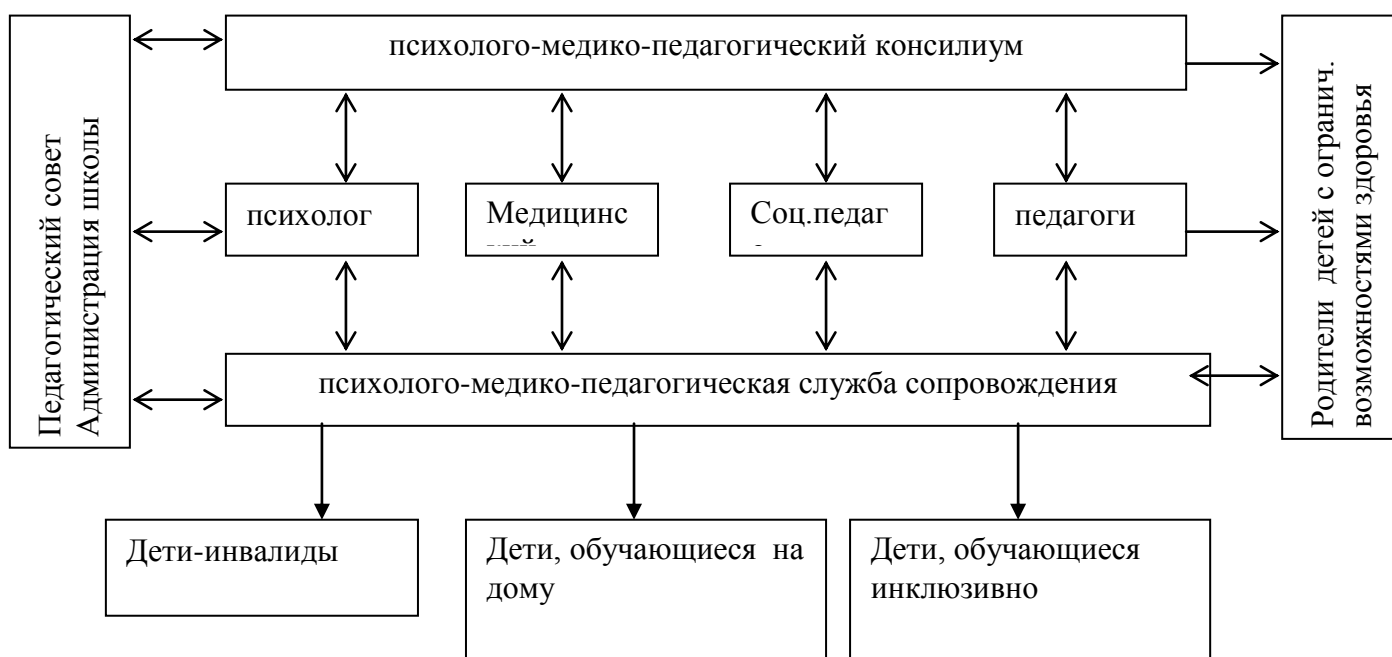 психолого-медико-педагогический консилиум
Педагогический совет
Администрация школы
Родители детей с огранич.
возможностями здоровья
психолог
Медицинс
Соц.педаг
педагоги
психолого-медико-педагогическая служба сопровождения
Дети-инвалиды
Дети, обучающиеся на
дому
Дети, обучающиеся
инклюзивно